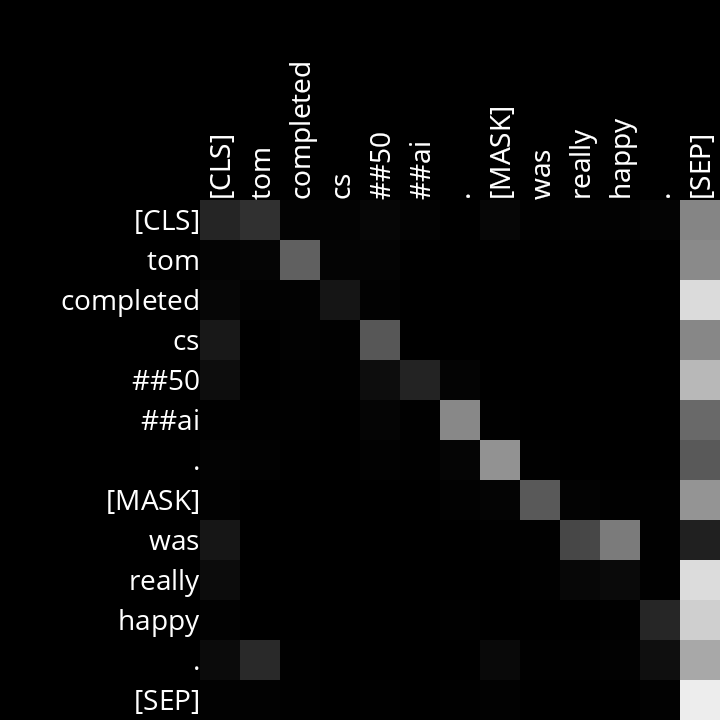 [CLS] tom completed cs ##50 ##ai . [MASK] was really happy . [SEP]
[CLS]
tom
completed
cs
##50
##ai
.
[MASK]
was
really
happy
.
[SEP]